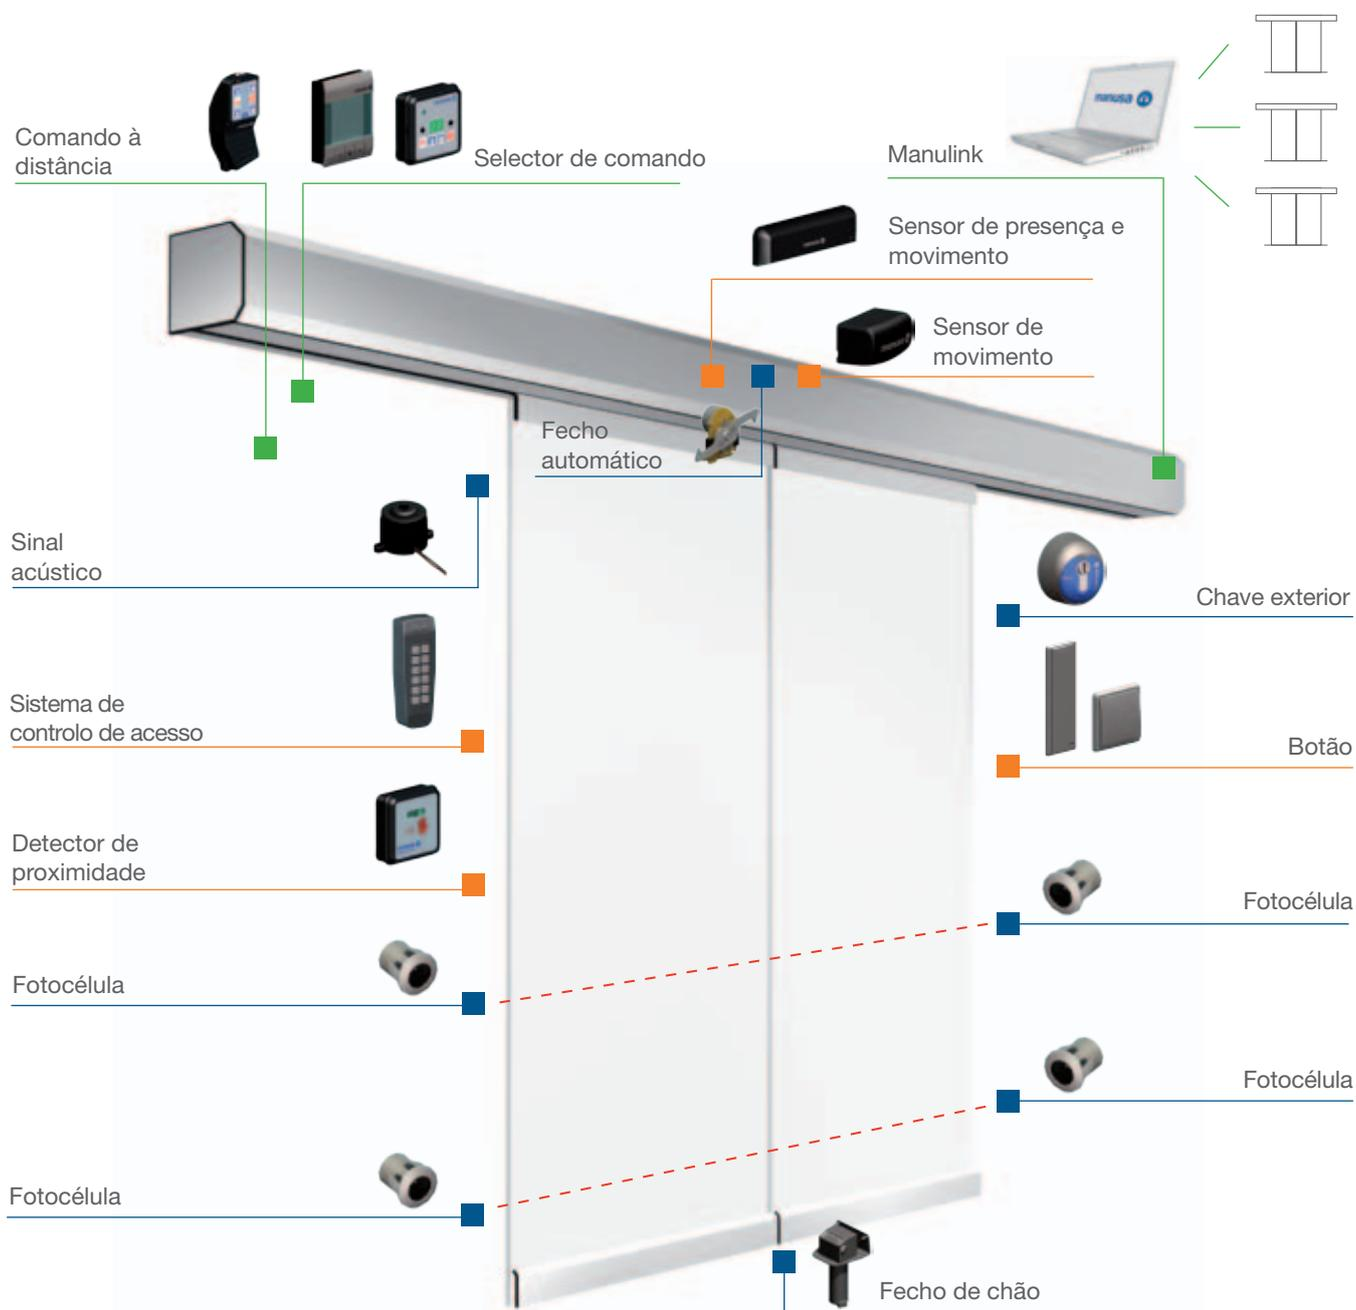 Comando à
distância
Selector de comando
Manulink
manusa
Sensor de presença e
movimento
Sensor de
movimento
Fecho
automático
Sinal
acústico
Chave exterior
Sistema de
controlo de acesso
Botão
Detector de
proximidade
Fotocélula
Fotocélula
Fotocélula
Fotocélula
Fecho de chão